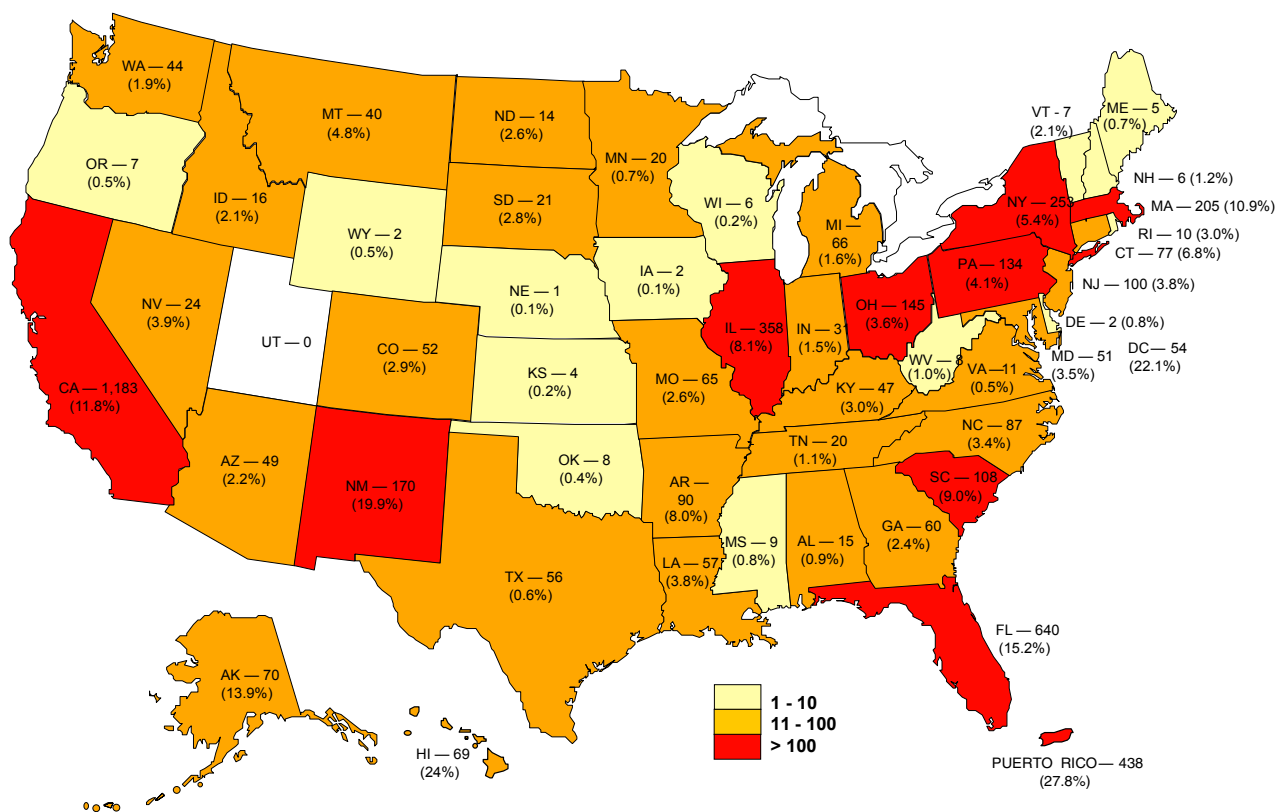 WA — 44
(1.9%)
MT — 40
(4.8%)
ND — 14
(2.6%)
MN — 20
(0.7%)
VT - 7
(2.1%)
ME — 5
(0.7%)
OR — 7
(0.5%)
ID — 16
(2.1%)
SD — 21
(2.8%)
WI — 6
(0.2%)
MI —
66
(1.6%)
NY — 253
(5.4%)
NH — 6 (1.2%)
MA — 205 (10.9%)
RI — 10 (3.0%)
CT — 77 (6.8%)
WY — 2
(0.5%)
IA — 2
(0.1%)
PA — 134
(4.1%)
NJ — 100 (3.8%)
NV — 24
(3.9%)
NE — 1
(0.1%)
OH — 145
(3.6%)
DE — 2 (0.8%)
UT — 0
CO — 52
(2.9%)
IL — 358
(8.1%)
IN — 31
(1.5%)
WV — 8
(1.0%)
MD — 51
(3.5%)
DC — 54
(22.1%)
CA — 1,183
(11.8%)
KS — 4
(0.2%)
MO — 65
(2.6%)
KY — 47
(3.0%)
VA — 11
(0.5%)
AZ — 49
(2.2%)
NM — 170
(19.9%)
OK — 8
(0.4%)
AR —
90
(8.0%)
TN — 20
(1.1%)
NC — 87
(3.4%)
SC — 108
(9.0%)
MS — 9
(0.8%)
AL — 15
(0.9%)
GA — 60
(2.4%)
TX — 56
(0.6%)
LA — 57
(3.8%)
FL — 640
(15.2%)
AK — 70
(13.9%)
HI — 69
(24%)
1 - 10
11 - 100
> 100
PUERTO RICO — 438
(27.8%)